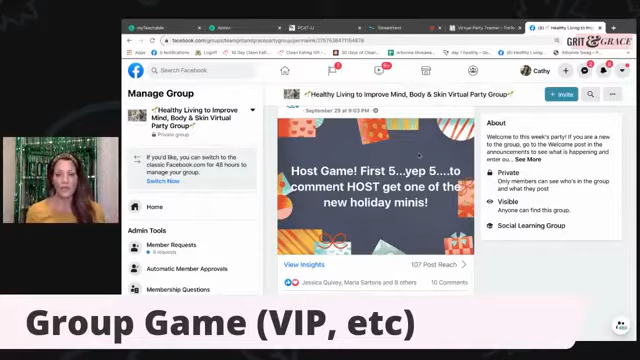 facebook.com/groups/teamgritandgracepartygroup/permalink/2757638471154878
GRIT & GRACE
Search Facebook
Cathy
Manage Group
Healthy Living to Improve Mind, Body & Skin Virtual Party Group
Invite
Healthy Living to
Improve Mind,
Body & Skin
Virtual Party
Group
Private group
If you'd like, you can switch to the
classic Facebook.com for 48 hours to
manage your group.
Switch Now
Home
Admin Tools
Member Requests
Automatic Member Approvals
Membership Questions
September 29 at 9:03 PM
Host Game! First 5...yep 5....to
comment HOST get one of the
new holiday minis!
View Insights
107 Post Reach
Jessica Quivey, Maria Sartoris and 8 others
10 Comments
About
Welcome to this week's party! If you are a new
to the group, go to the Welcome post in the
announcements to see what is happening and
enter ou... See More
Private
Only members can see who's in the group
and what they post
Visible
Anyone can find this group.
Social Learning Group
Group Game (VIP, etc)